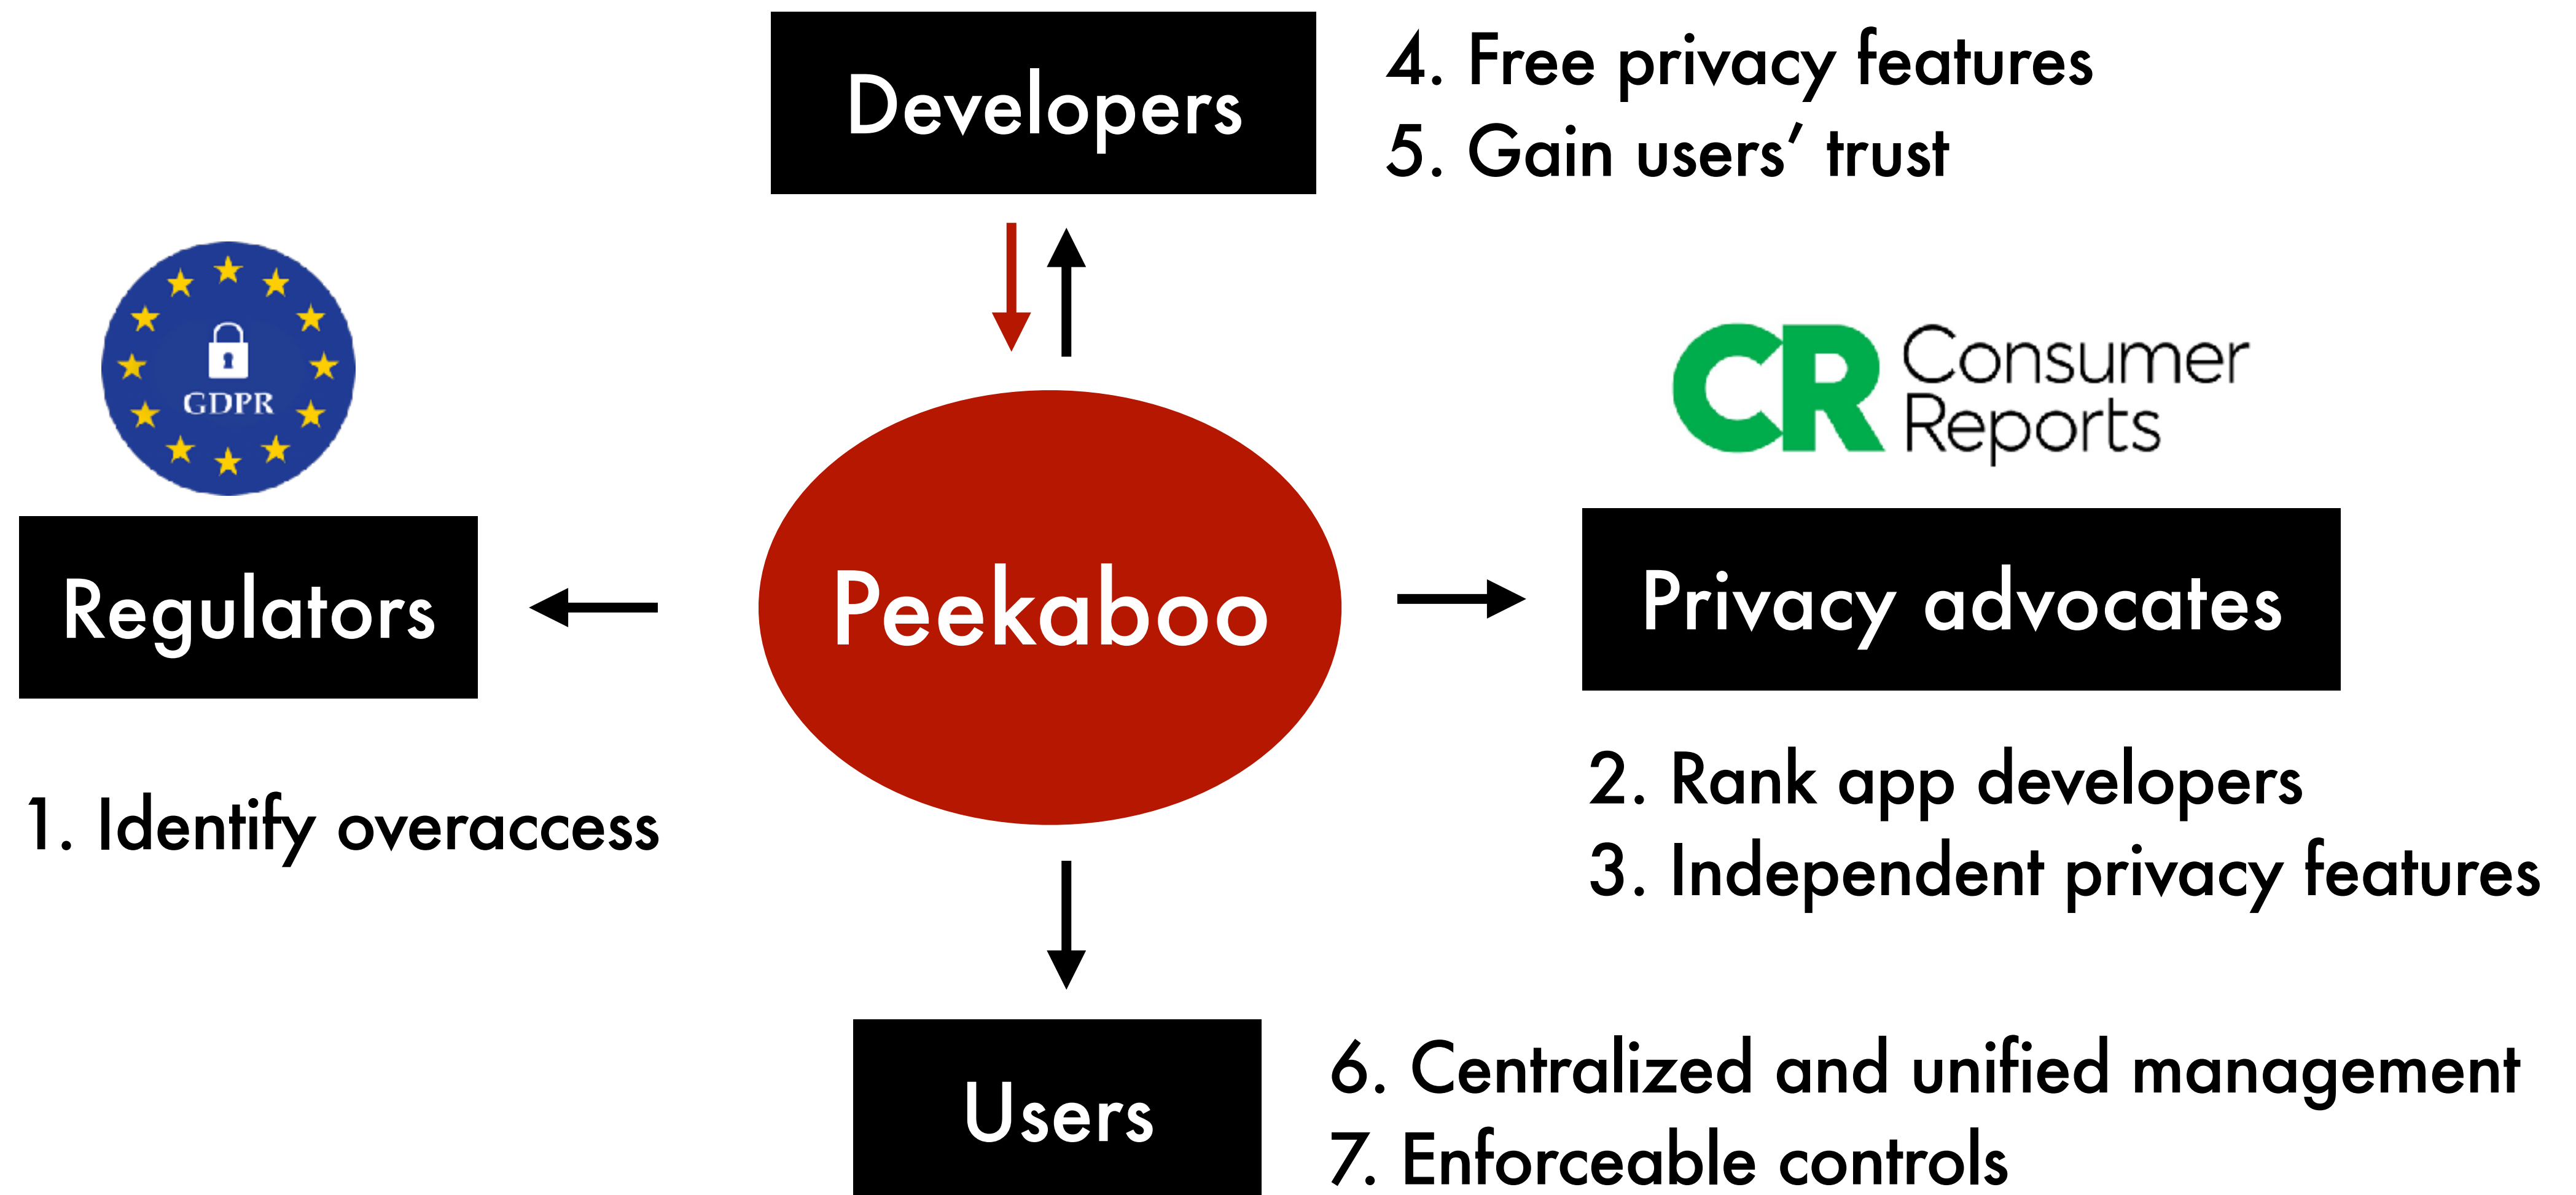 Developers
4. Free privacy features
5. Gain users’ trust
GDPR
CR Consumer
Reports
Regulators
Peekaboo
Privacy advocates
1. Identify overaccess
2. Rank app developers
3. Independent privacy features
Users
6. Centralized and unified management
7. Enforceable controls